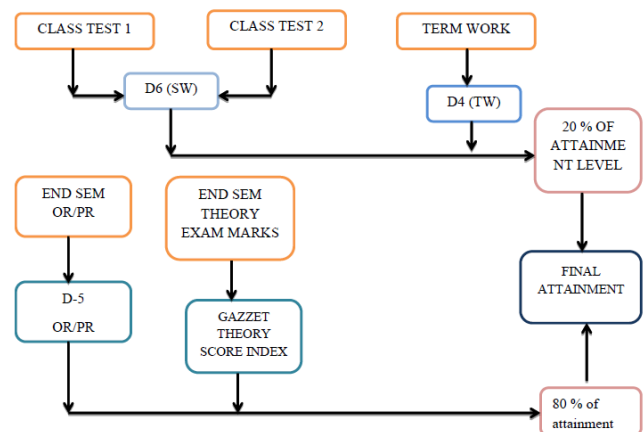 CLASS TEST 1
CLASS TEST 2
TERM WORK
D6 (SW)
D4 (TW)
20 % OF
ATTAINME
NT LEVEL
END SEM
OR/PR
END SEM
THEORY
EXAM MARKS
FINAL
ATTAINMENT
D-5
OR/PR
GAZZET
THEORY
SCORE INDEX
80 % of
attainment